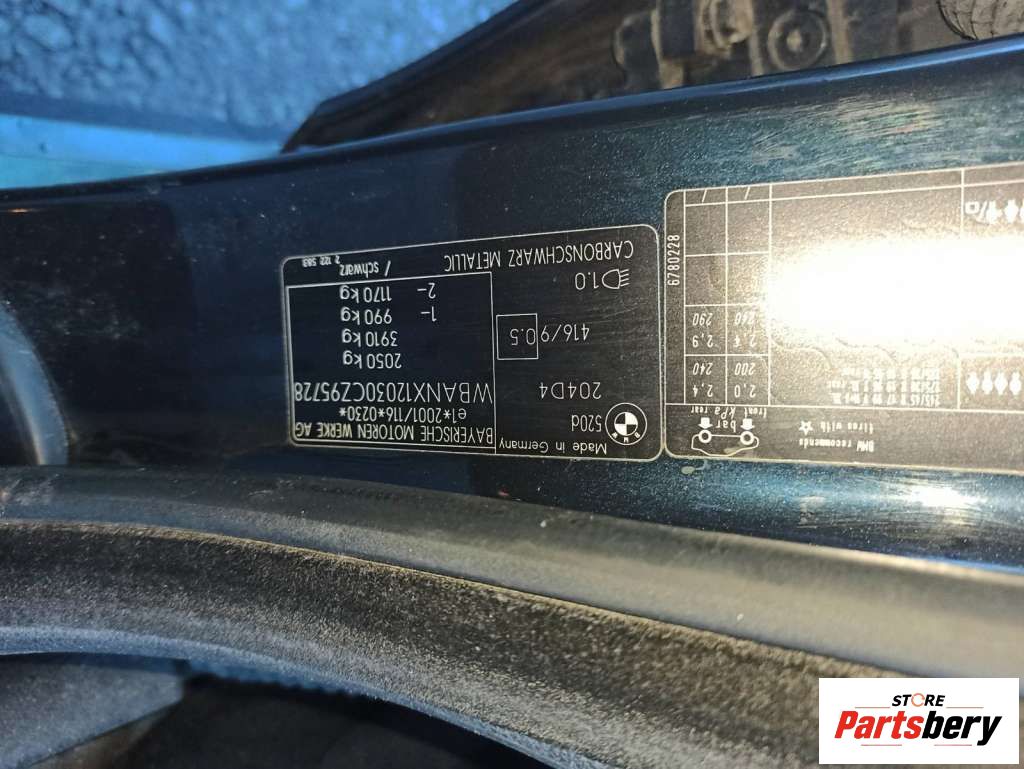 BAYERISCHE MOTOREN WERKE AG
e1*2001/116*0230*
WBANX12030CZ95728
2050 kg
3910 kg
1– 990 kg
2– 1170 kg
/ schwarz
2 122 583
Made in Germany
520d
204D4
416/9 0.5
1.0
CARBONSCHWARZ METALLIC
BMW recommends
tires with ☆
bar
front kPa rear
2,0 2,4
200 240
2,4 2,9
240 290
6780228
STORE
Partsbery